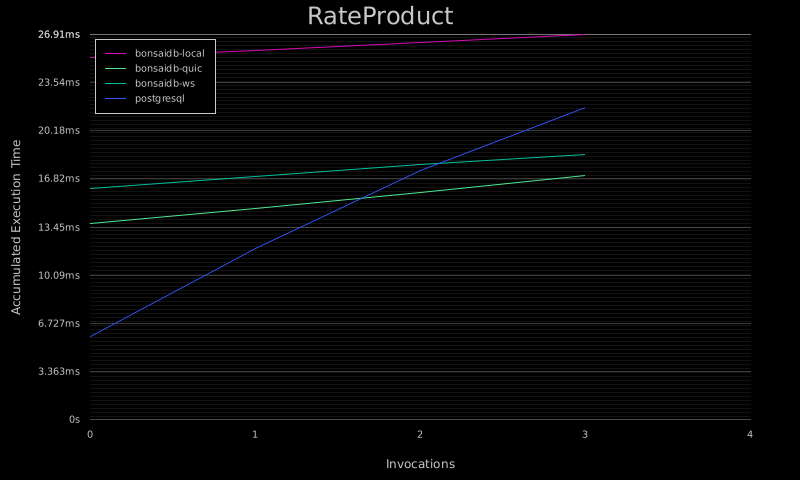 RateProduct
26.91ms
23.54ms
20.18ms
16.82ms
13.45ms
10.09ms
6.727ms
3.363ms
0s
Accumulated Execution Time
bonsaidb-local
bonsaidb-quic
bonsaidb-ws
postgresql
0 1 2 3 4
Invocations